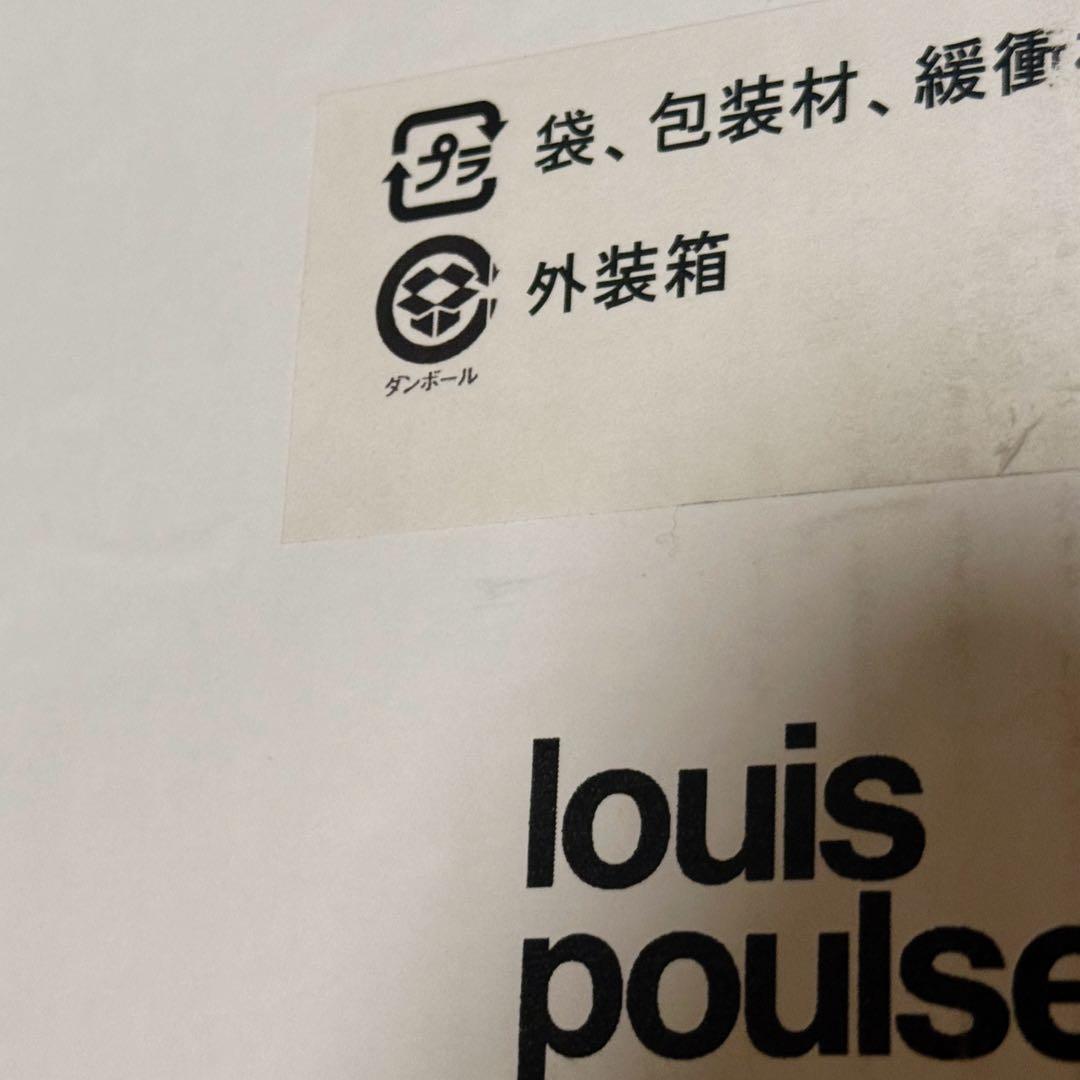 プラ 袋、包装材、緩衝
外装箱
ダンボール
louis
poulse